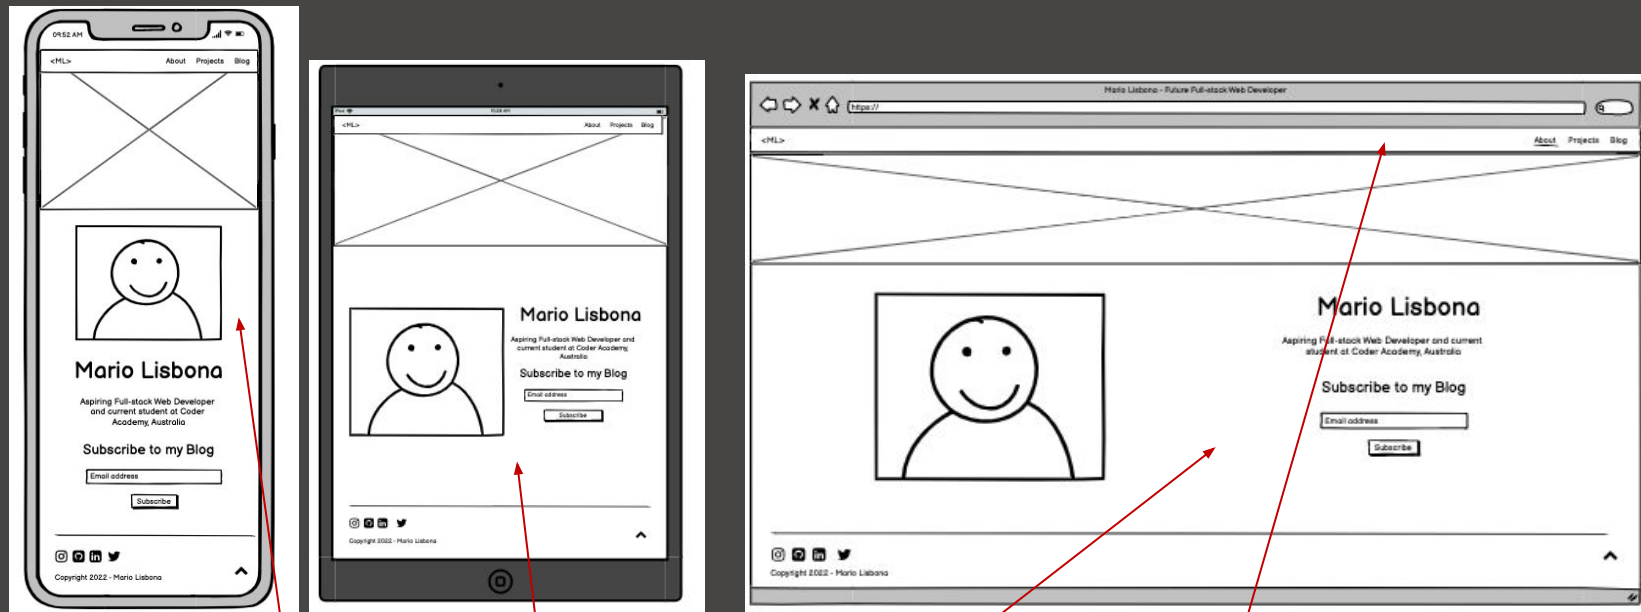 09:52 AM
<ML> About Projects Blog
Mario Lisbona
Aspiring Full-stack Web Developer
and current student at Coder
Academy, Australia
Subscribe to my Blog
Email address
Subscribe
Copyright 2022 - Mario Lisbona
<ML> About Projects Blog
Mario Lisbona
Aspiring Full-stack Web Developer and
current student at Coder Academy,
Australia
Subscribe to my Blog
Email address
Subscribe
Copyright 2022 - Mario Lisbona
Mario Lisbona - Future Full-stack Web Developer
https://
<ML> About Projects Blog
Mario Lisbona
Aspiring Full-stack Web Developer and current
student at Coder Academy, Australia
Subscribe to my Blog
Email address
Subscribe
Copyright 2022 - Mario Lisbona